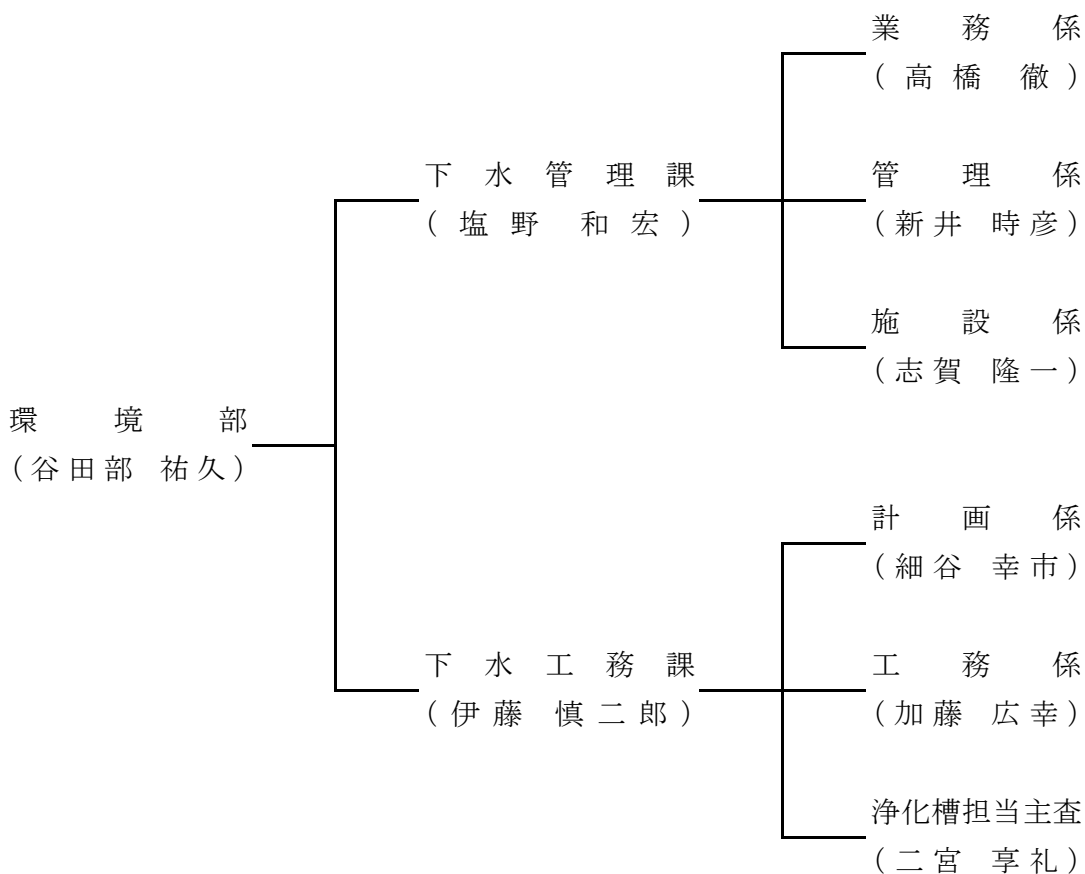 業務係
(高橋 徹)
下水管理課
(塩野 和宏)
管理係
(新井 時彦)
施設係
(志賀 隆一)
環境部
(谷田部 祐久)
計画係
(細谷 幸市)
下水工務課
(伊藤 慎二郎)
工務係
(加藤 広幸)
浄化槽担当主査
(二宮 享礼)